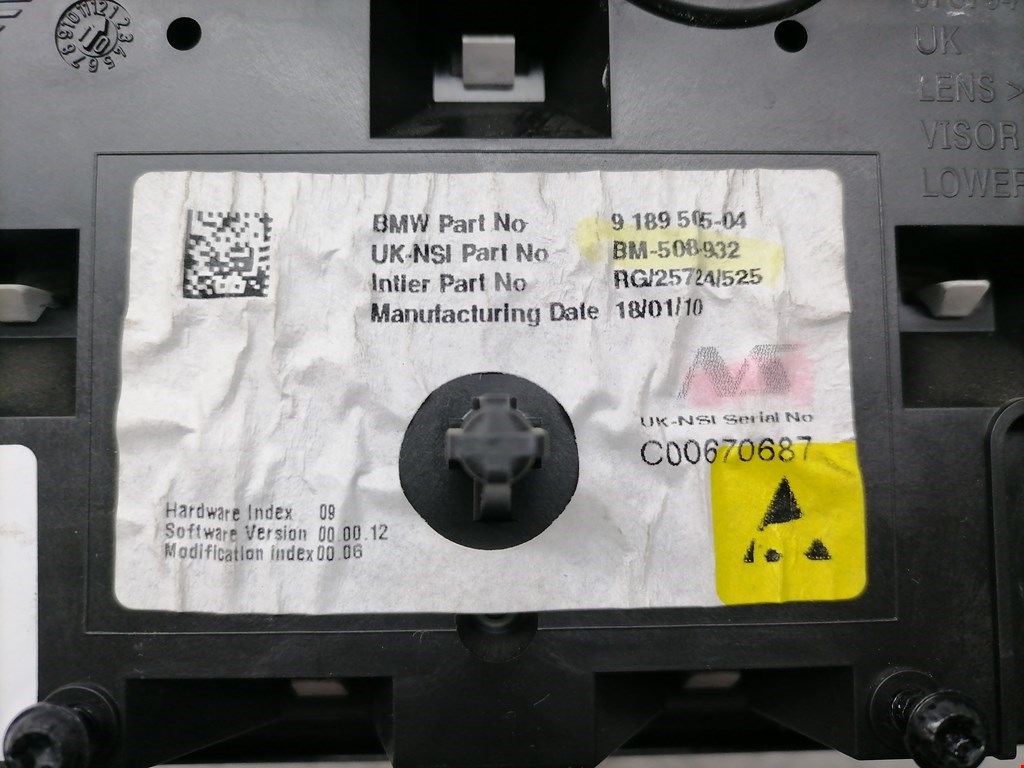 UK
LENS >
VISOR
LOWER
BMW Part No 9 189 505-04
UK-NSI Part No BM-508-932
Intier Part No RG/25724/525
Manufacturing Date 18/01/10
UK-NSI Serial No
C00670687
Hardware Index 09
Software Version 00.00.12
Modification index 00.06